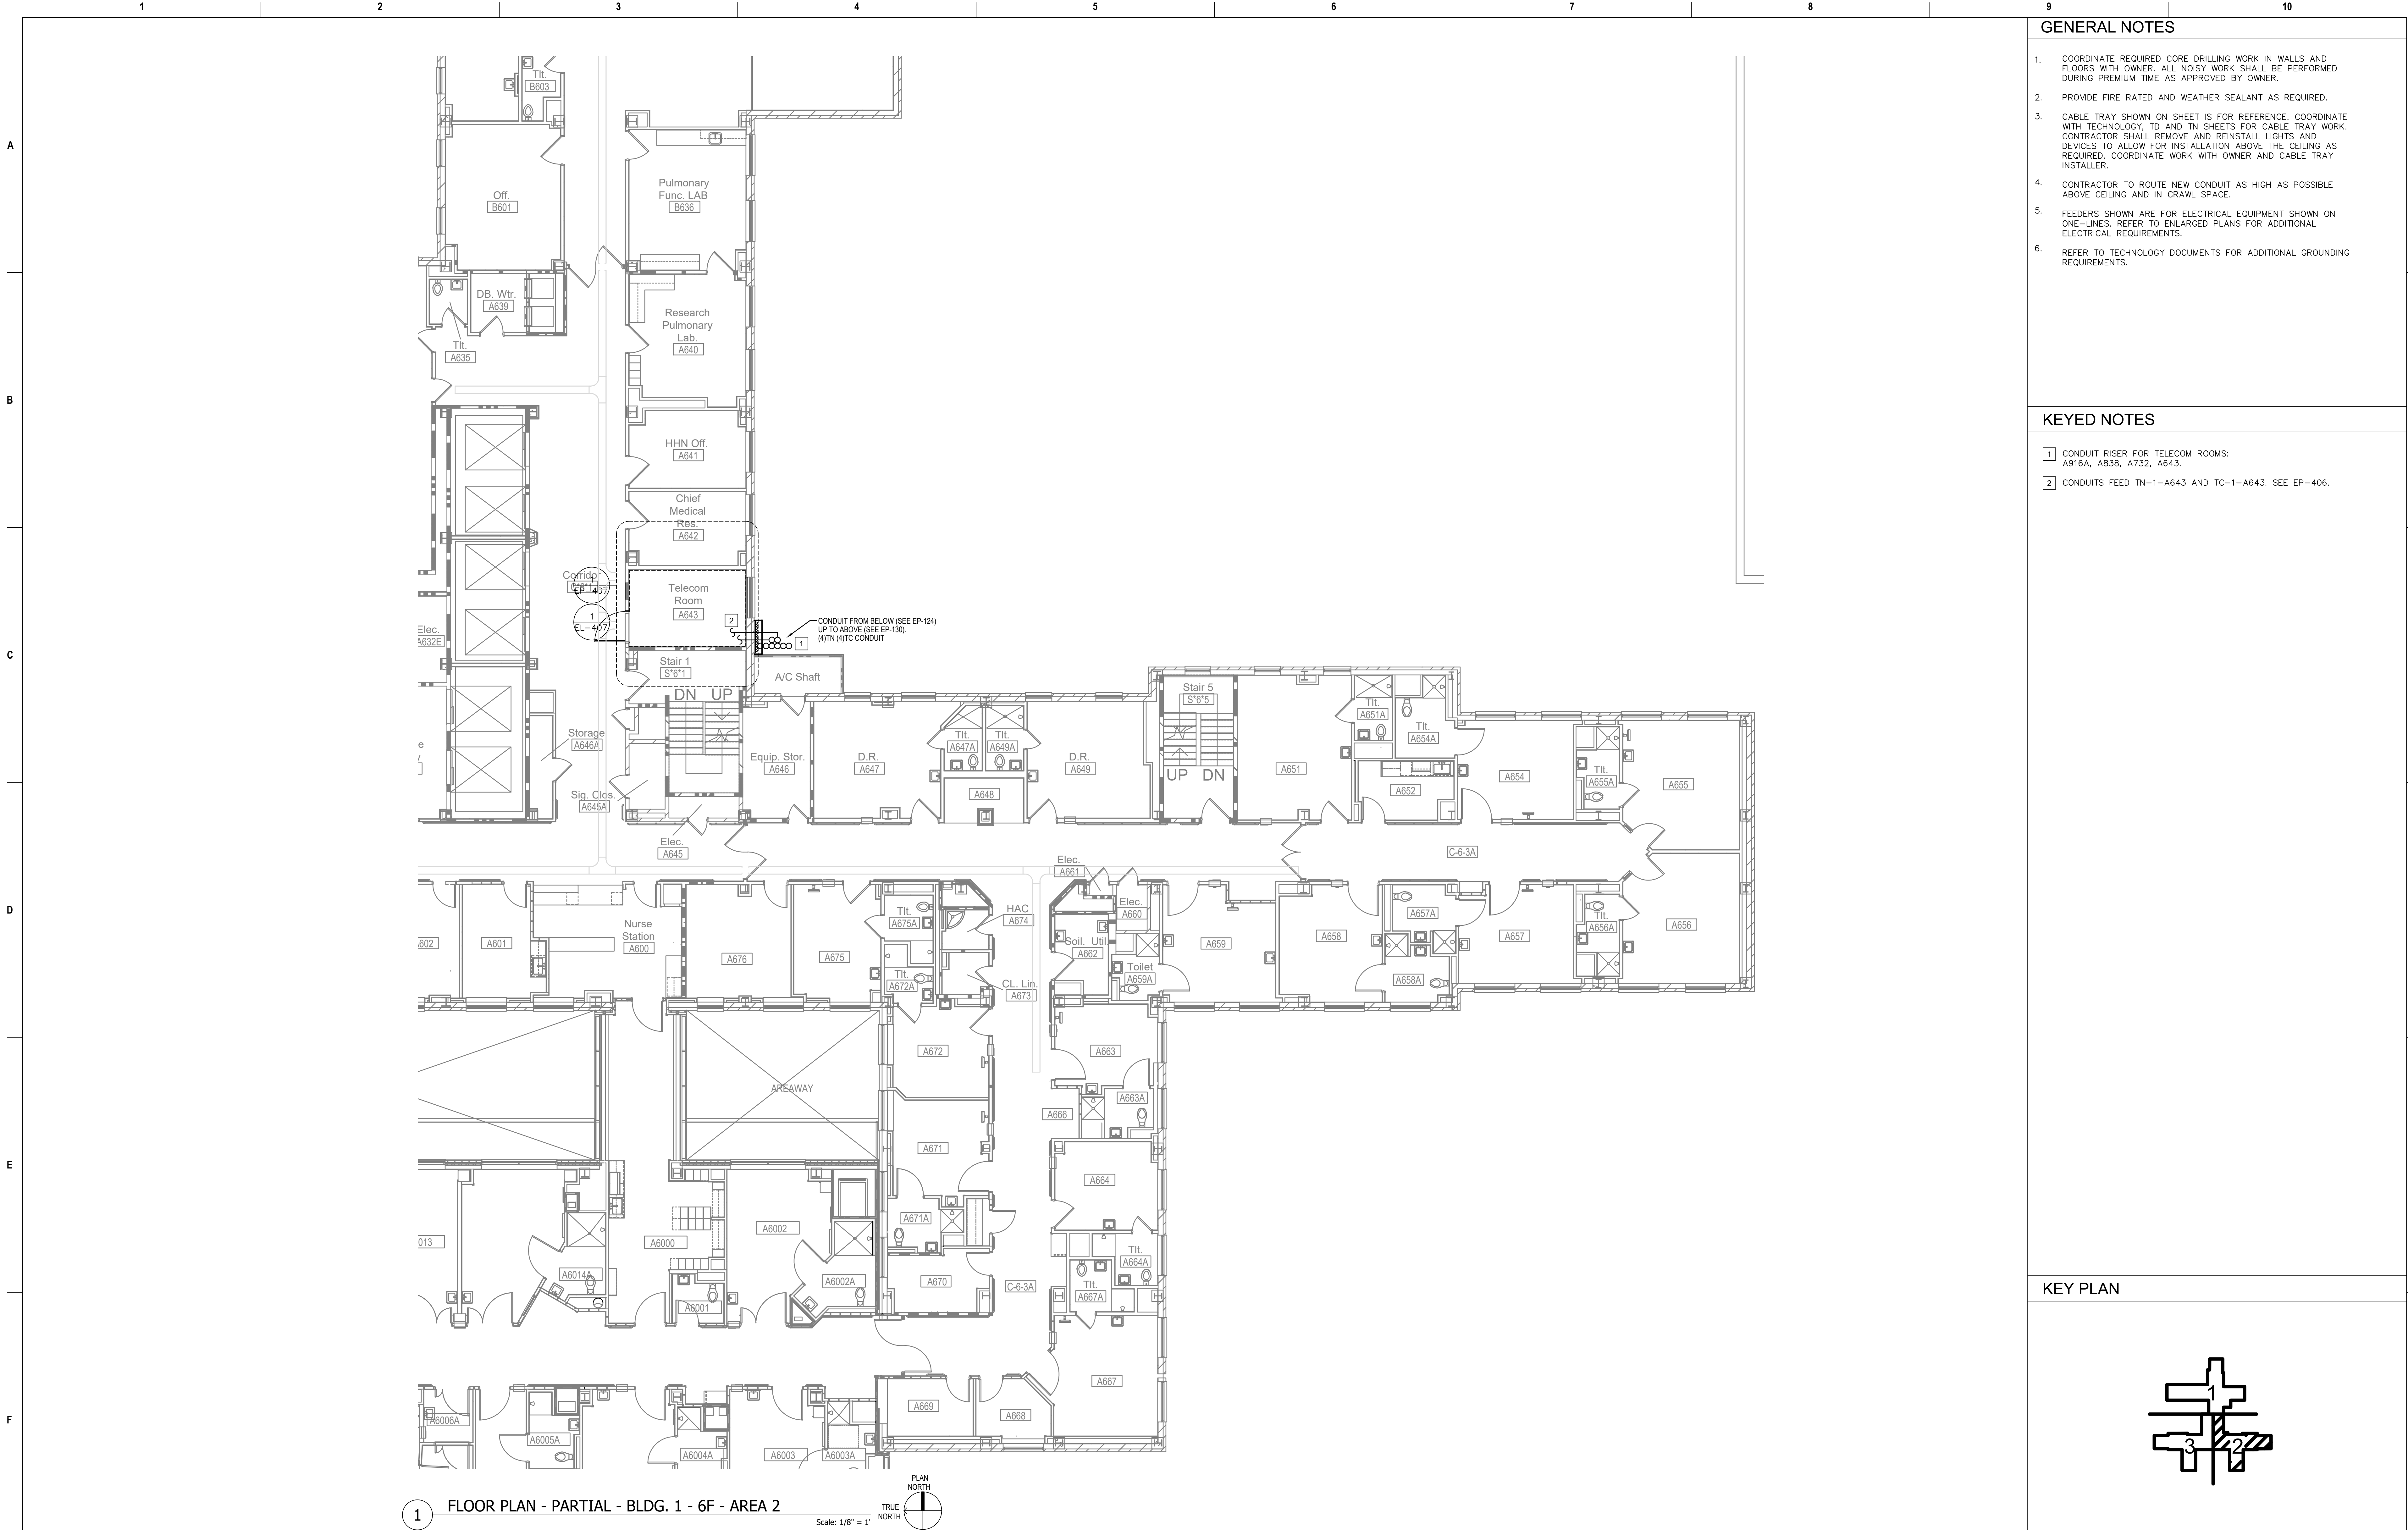 1 2 3 4 5 6 7 8 9 10
A
B
C
D
E
F
Tlt.
B603
Off.
B601
Pulmonary
Func. LAB
B636
DB. Wtr.
A639
Tlt.
A635
Research
Pulmonary
Lab.
A640
HHN Off.
A641
Chief
Medical
Res.
A642
Corridor
1
EP-407
1
EL-407
Telecom
Room
A643
2
CONDUIT FROM BELOW (SEE EP-124)
UP TO ABOVE (SEE EP-130).
(4)TN (4)TC CONDUIT
1
Elec.
A632E
Stair 1
S*6*1
DN UP
A/C Shaft
Storage
A646A
Sig. Clos.
A645A
Equip. Stor.
A646
D.R.
A647
Tlt.
A647A
Tlt.
A649A
A648
D.R.
A649
Stair 5
S*6*5
UP DN
A651
Tlt.
A651A
Tlt.
A654A
A652
A654
Tlt.
A655A
A655
Elec.
A645
C-6-3A
Elec.
A661
602
A601
Nurse
Station
A600
A676
A675
Tlt.
A675A
Tlt.
A672A
HAC
A674
CL. Lin.
A673
Elec.
A660
Soil. Util
A662
Toilet
A659A
A659
A658
A657A
A658A
A657
Tlt.
A656A
A656
AREAWAY
A672
A663
A663A
A666
A671
A664
A671A
Tlt.
A664A
013
A6014A
A6000
A6001
A6002
A6002A
A670
C-6-3A
Tlt.
A667A
A667
A669
A668
A6006A
A6005A
A6004A
A6003
A6003A
1
FLOOR PLAN - PARTIAL - BLDG. 1 - 6F - AREA 2
Scale: 1/8" = 1'
PLAN
NORTH
TRUE
NORTH
GENERAL NOTES
1. COORDINATE REQUIRED CORE DRILLING WORK IN WALLS AND
FLOORS WITH OWNER. ALL NOISY WORK SHALL BE PERFORMED
DURING PREMIUM TIME AS APPROVED BY OWNER.
2. PROVIDE FIRE RATED AND WEATHER SEALANT AS REQUIRED.
3. CABLE TRAY SHOWN ON SHEET IS FOR REFERENCE. COORDINATE
WITH TECHNOLOGY, TD AND TN SHEETS FOR CABLE TRAY WORK.
CONTRACTOR SHALL REMOVE AND REINSTALL LIGHTS AND
DEVICES TO ALLOW FOR INSTALLATION ABOVE THE CEILING AS
REQUIRED. COORDINATE WORK WITH OWNER AND CABLE TRAY
INSTALLER.
4. CONTRACTOR TO ROUTE NEW CONDUIT AS HIGH AS POSSIBLE
ABOVE CEILING AND IN CRAWL SPACE.
5. FEEDERS SHOWN ARE FOR ELECTRICAL EQUIPMENT SHOWN ON
ONE-LINES. REFER TO ENLARGED PLANS FOR ADDITIONAL
ELECTRICAL REQUIREMENTS.
6. REFER TO TECHNOLOGY DOCUMENTS FOR ADDITIONAL GROUNDING
REQUIREMENTS.
KEYED NOTES
1 CONDUIT RISER FOR TELECOM ROOMS:
A916A, A838, A732, A643.
2 CONDUITS FEED TN-1-A643 AND TC-1-A643. SEE EP-406.
KEY PLAN
1
3
2